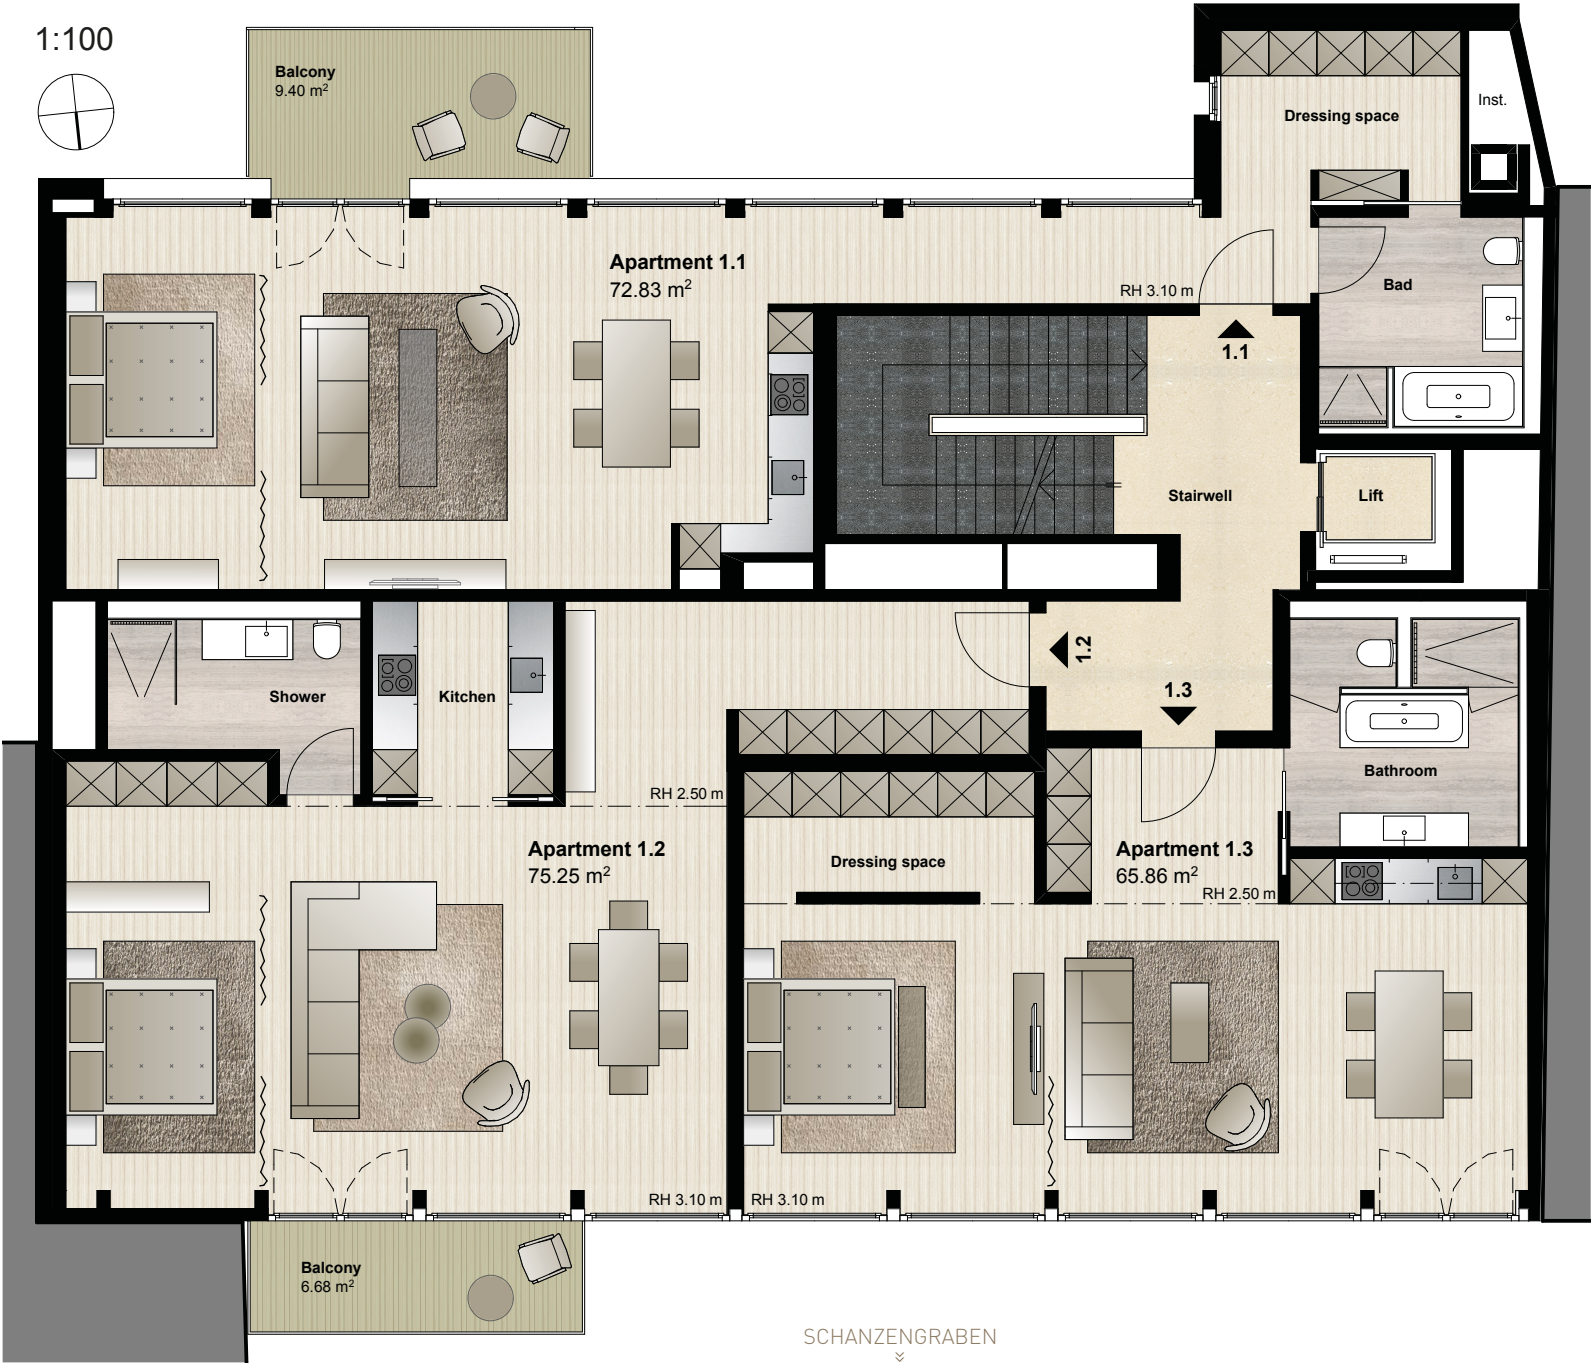 1:100
Balcony
9.40 m²
Dressing space
Inst.
Apartment 1.1
72.83 m²
RH 3.10 m
Bad
1.1
Stairwell
Lift
Shower
Kitchen
1.2
1.3
Bathroom
RH 2.50 m
Apartment 1.2
75.25 m²
Dressing space
Apartment 1.3
65.86 m²
RH 2.50 m
RH 3.10 m
RH 3.10 m
Balcony
6.68 m²
SCHANZENGRABEN